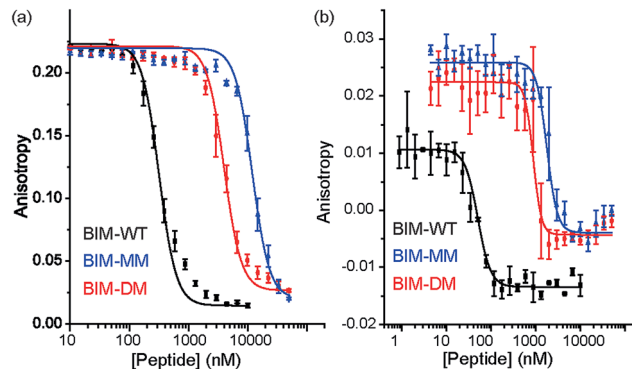 (a)
Anisotropy
0.20
0.15
0.10
0.05
0.00
BIM-WT
BIM-MM
BIM-DM
10 100 1000 10000
[Peptide] (nM)
(b)
Anisotropy
0.03
0.02
0.01
0.00
-0.01
-0.02
BIM-WT
BIM-MM
BIM-DM
1 10 100 1000 10000
[Peptide] (nM)